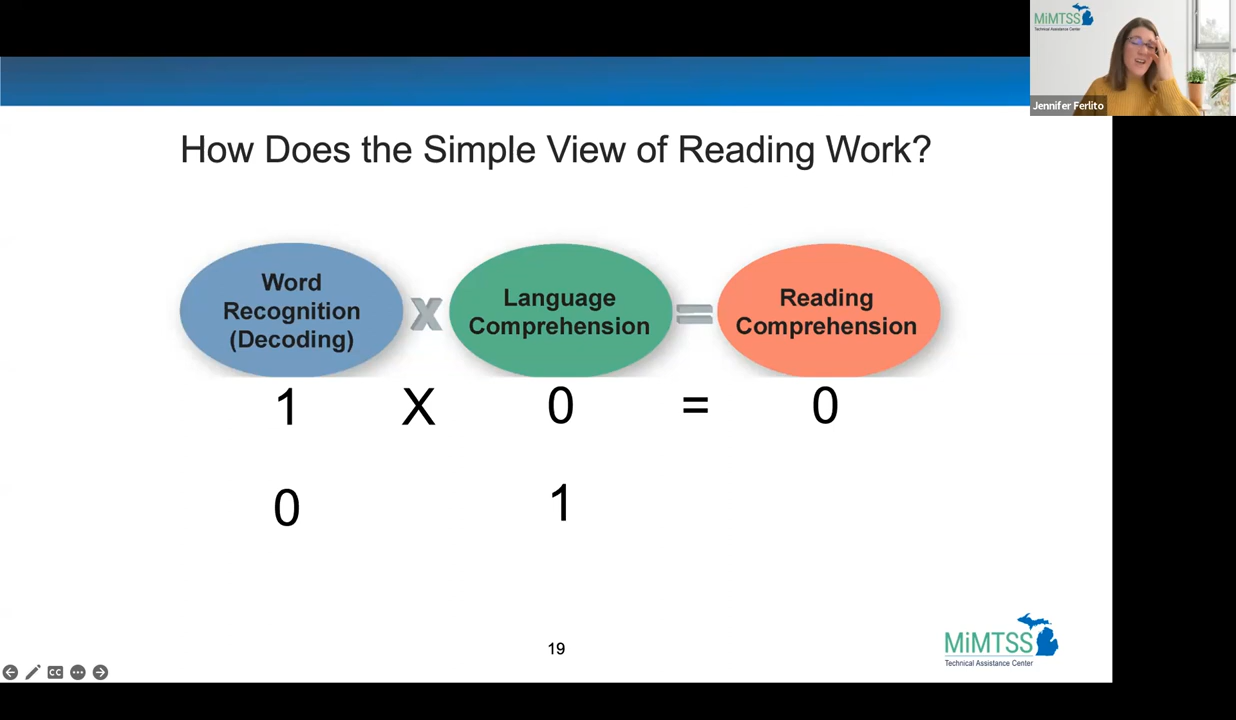 MiMTSS
Technical Assistance Center
Jennifer Ferlito
How Does the Simple View of Reading Work?
Word
Recognition
(Decoding)
x
Language
Comprehension
=
Reading
Comprehension
1 X 0 = 0
0 1
19
MiMTSS
Technical Assistance Center
CC